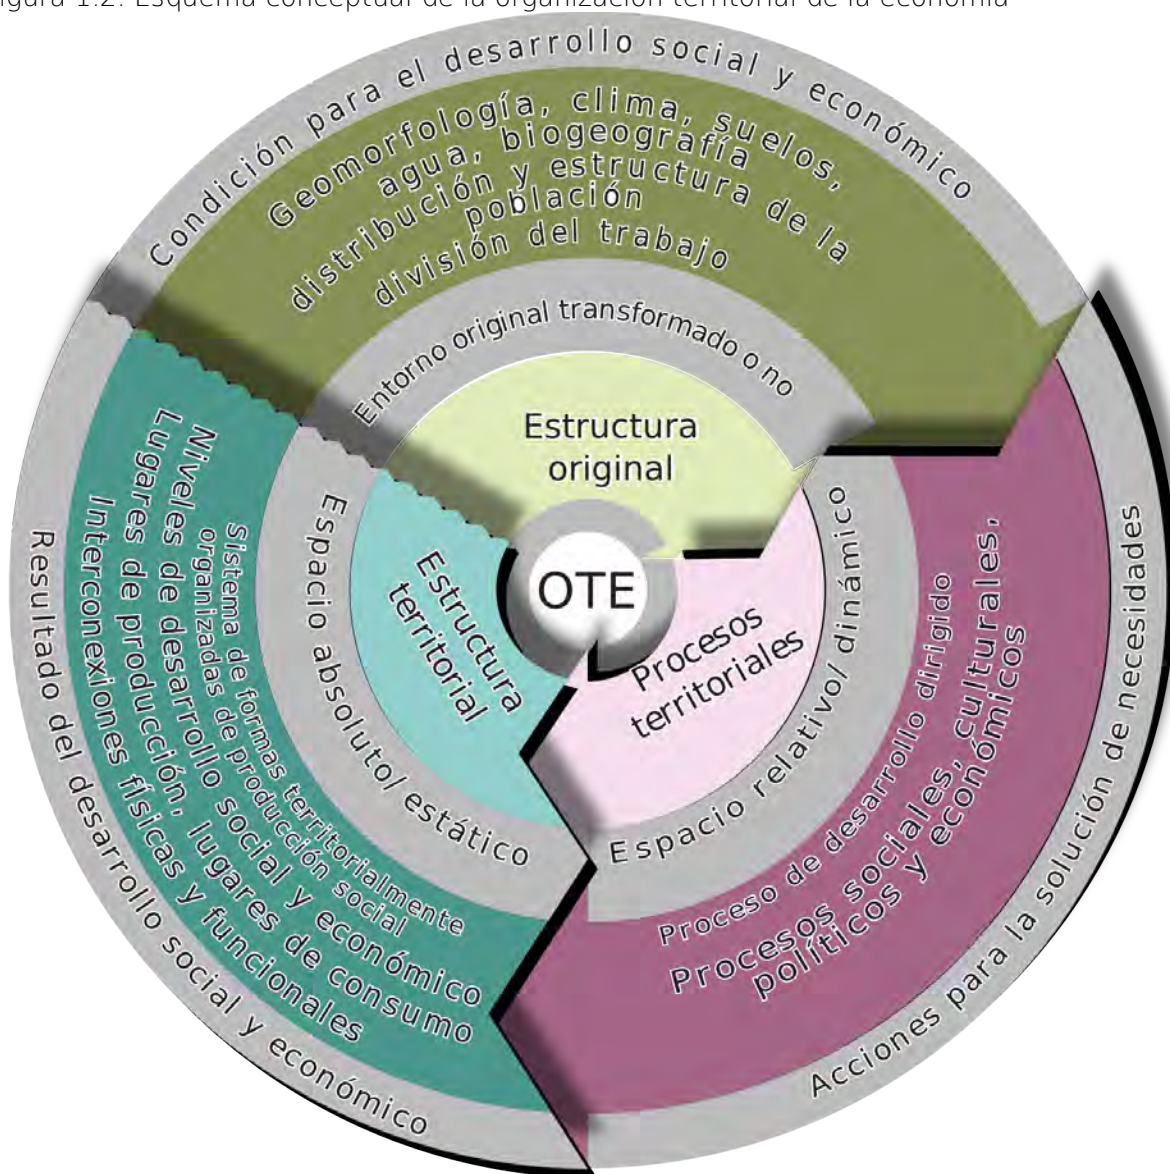 gura 1.2. Esquema conceptual de la organización territorial de la economía
Condición para el desarrollo social y económico
Geomorfología, clima, suelos,
agua, biogeografía
distribución y estructura de la
población
división del trabajo
Entorno original transformado o no
Estructura
original
OTE
Procesos
territoriales
Espacio relativo/ dinámico
Proceso de desarrollo dirigido
Procesos sociales, culturales,
políticos y económicos
Acciones para la solución de necesidades
Estructura
territorial
Espacio absoluto/ estático
Sistema de formas territorialmente
organizadas de producción social
Niveles de desarrollo social y económico
Lugares de producción, lugares de consumo
Interconexiones físicas y funcionales
Resultado del desarrollo social y económico